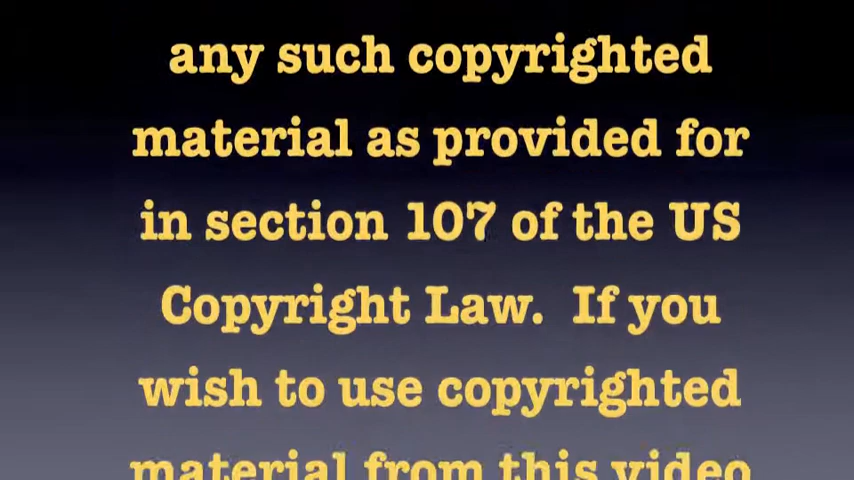 any such copyrighted
material as provided for
in section 107 of the US
Copyright Law.  If you
wish to use copyrighted
material from this video